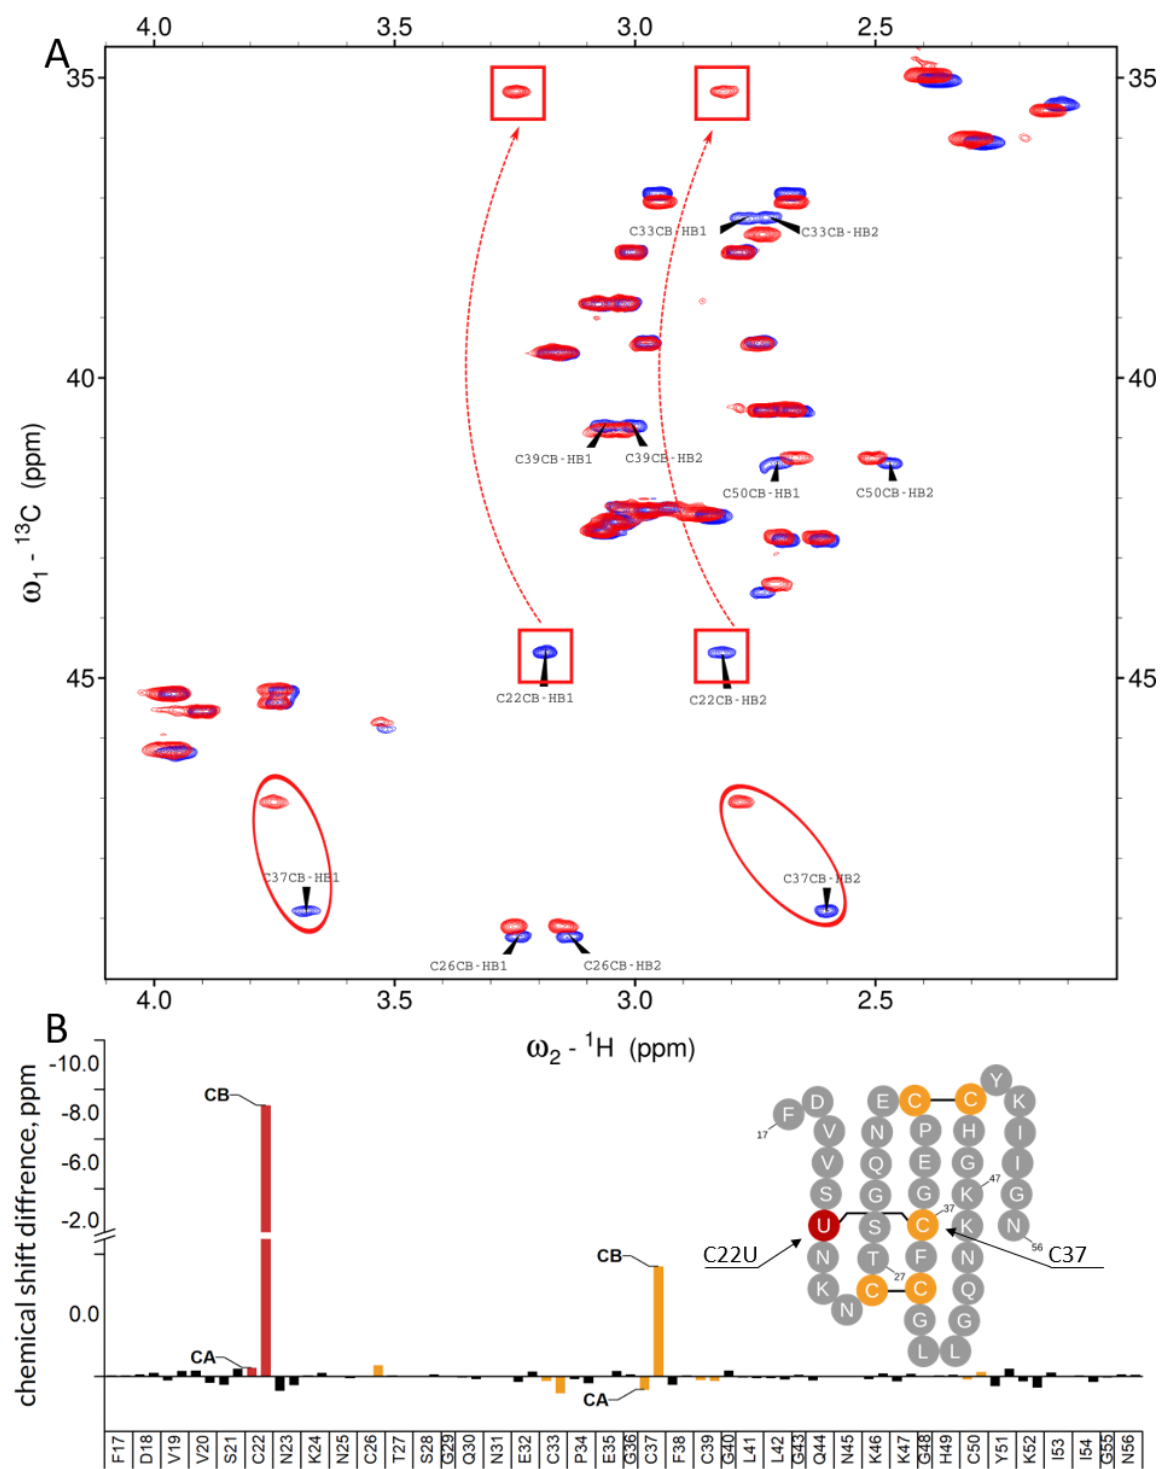 A
4.0 3.5 3.0 2.5
35 35
C33CB-HB1 C33CB-HB2
40 40
C39CB-HB1 C39CB-HB2
C50CB-HB1 C50CB-HB2
45 45
C22CB-HB1 C22CB-HB2
C37CB-HB1 C37CB-HB2
C26CB-HB1 C26CB-HB2
ω1 - 13C (ppm)
4.0 3.5 3.0 2.5
ω2 - 1H (ppm)
B
chemical shift diffrence, ppm
-10.0
-8.0
-6.0
-2.0
0.0
CB
CA
CB
CA
F D E C C Y
17
V N P H K
V Q E G I
S G G K I
47
U S C K G
37
N T F N N
56
27
K C C Q
N G G
L L
C22U
C37
F17 D18 V19 V20 S21 C22 N23 K24 N25 C26 T27 S28 G29 Q30 N31 E32 C33 P34 E35 G36 C37 F38 C39 G40 L41 L42 G43 Q44 N45 K46 K47 G48 H49 C50 Y51 K52 I53 I54 G55 N56